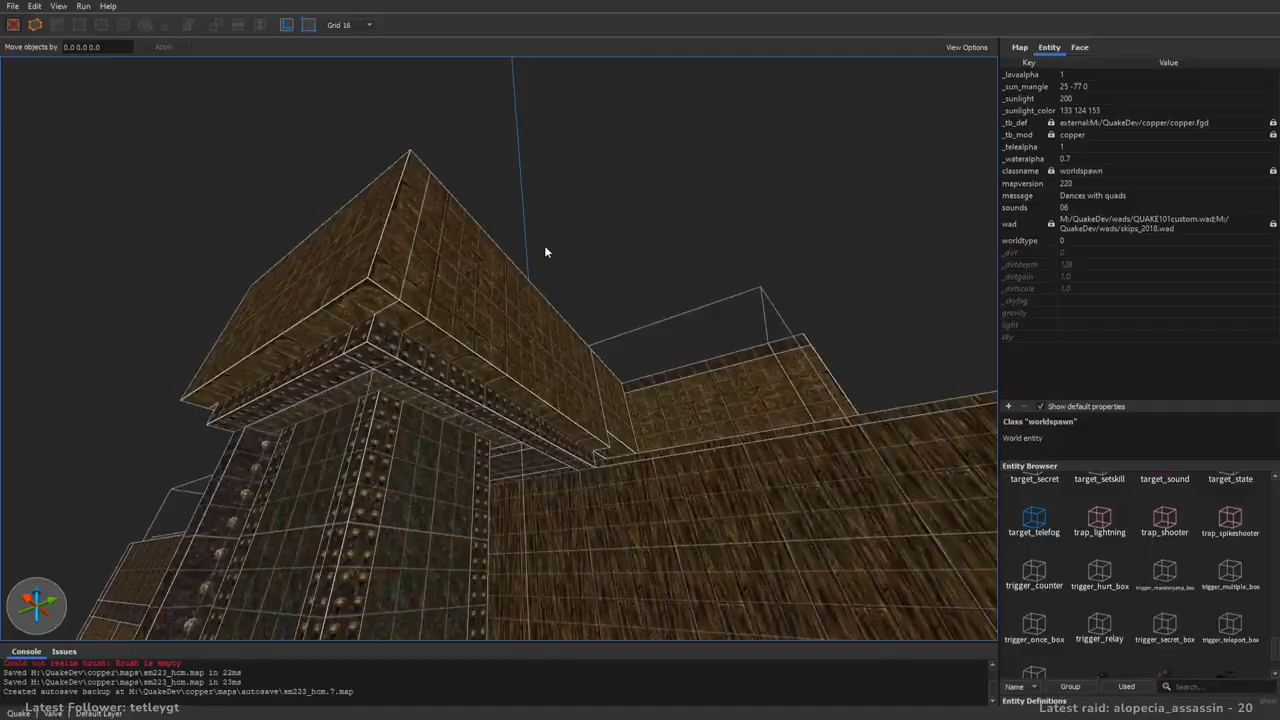 File Edit View Run Help
Grid 16
Move objects by 0.0 0.0 0.0 Apply View Options
Map Entity Face
Key Value
_lavaalpha 1
_sun_mangle 25 -77 0
_sunlight 200
_sunlight_color 133 124 153
_tb_def external:M:/QuakeDev/copper/copper.fgd
_tb_mod copper
_telealpha 1
_wateralpha 0.7
classname worldspawn
mapversion 220
message Dances with quads
sounds 06
wad M:/QuakeDev/wads/QUAKE101custom.wad;M:/
QuakeDev/wads/skips_2018.wad
worldtype 0
_dirt 0
_dirtdepth 128
_dirtgain 1.0
_dirtscale 1.0
_skyfog
gravity
light
sky
+ - Show default properties
Class "worldspawn"
World entity
Entity Browser
target_secret target_setskill target_sound target_state
target_telefog trap_lightning trap_shooter trap_spikeshooter
trigger_counter trigger_hurt_box trigger_monsterjump_box trigger_multiple_box
trigger_once_box trigger_relay trigger_secret_box trigger_teleport_box
Name Group Used Search...
Entity Definitions
Console Issues
Could not resize brush: Brush is empty
Saved M:\QuakeDev\copper\maps\sm223_hcm.map in 22ms
Saved M:\QuakeDev\copper\maps\sm223_hcm.map in 23ms
Created autosave backup at M:\QuakeDev\copper\maps\autosave\sm223_hcm.7.map
Latest Follower: tetleygt
Latest raid: alopecia_assassin - 20
Quake Valve Default Layer